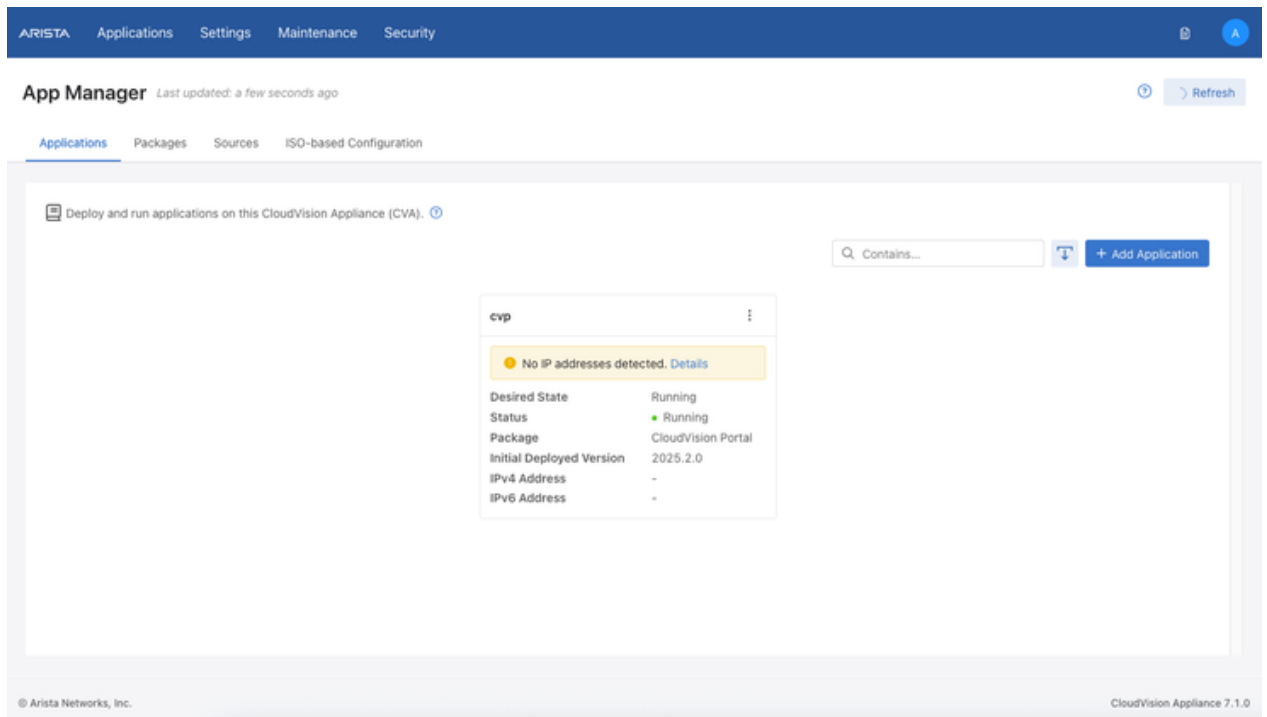 ARISTA Applications Settings Maintenance Security A
App Manager Last updated: a few seconds ago Refresh
Applications Packages Sources ISO-based Configuration
Deploy and run applications on this CloudVision Appliance (CVA).
Contains... + Add Application
cvp
No IP addresses detected. Details
Desired State Running
Status Running
Package CloudVision Portal
Initial Deployed Version 2025.2.0
IPv4 Address -
IPv6 Address -
© Arista Networks, Inc. CloudVision Appliance 7.1.0